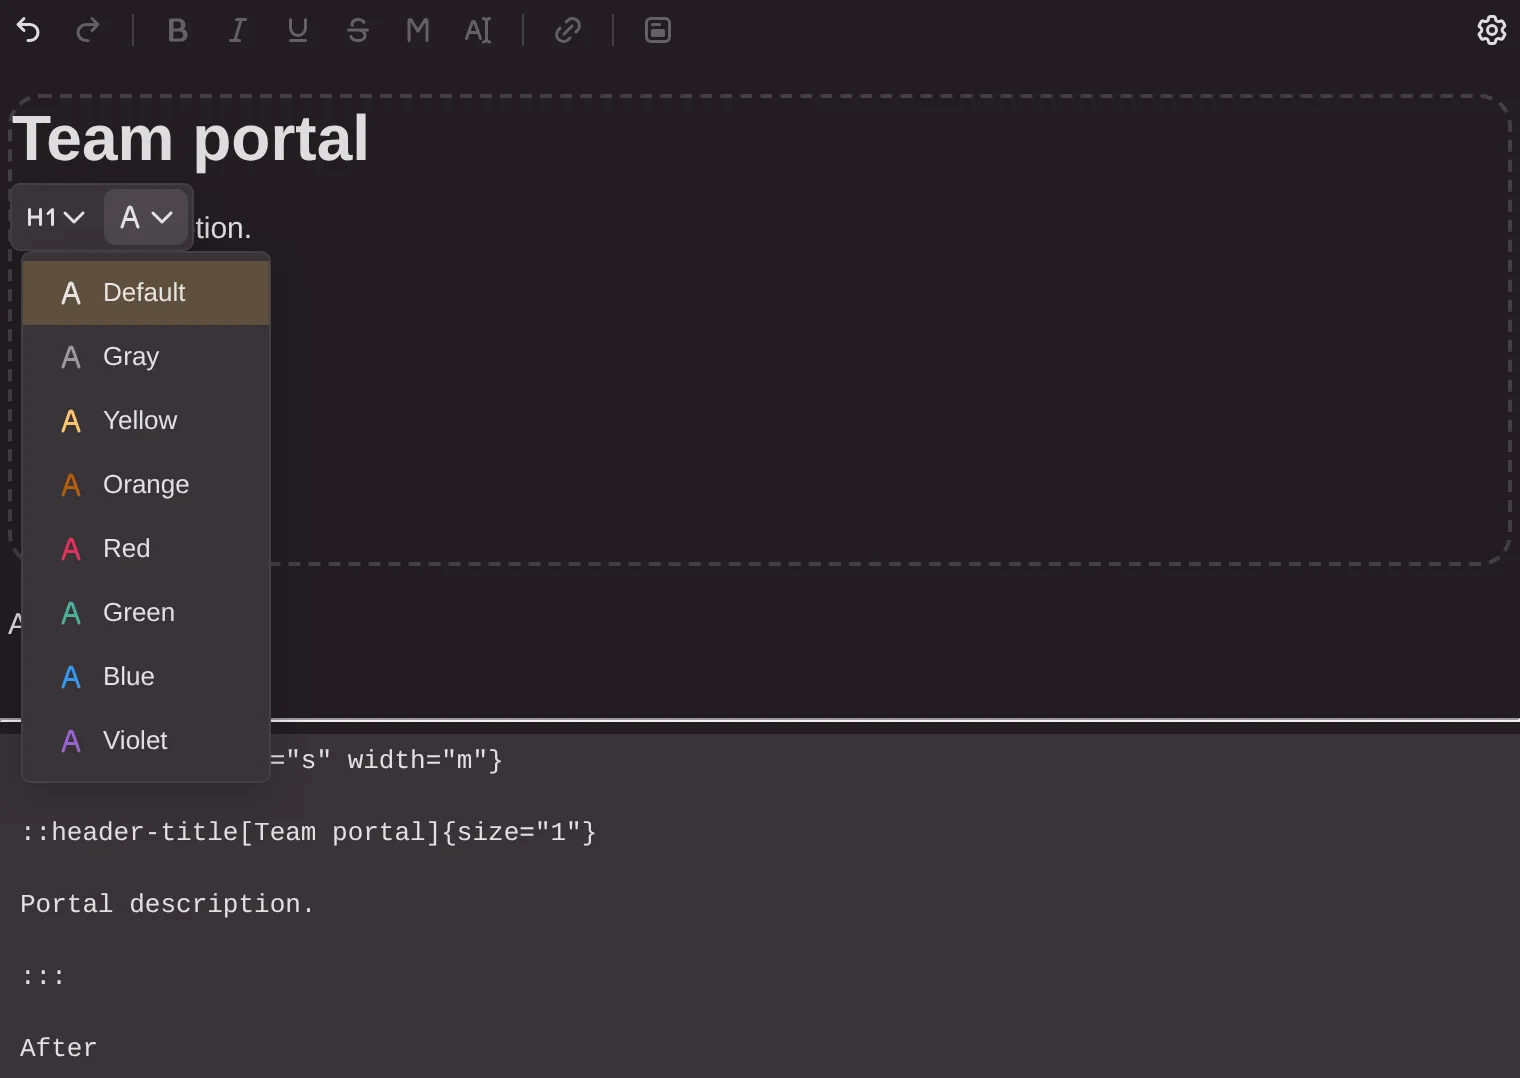 B I U S M AI
Team portal
H1 A
tion.
A Default
A Gray
A Yellow
A Orange
A Red
A Green
A Blue
A Violet
A
="s" width="m"}
::header-title[Team portal]{size="1"}
Portal description.
:::
After